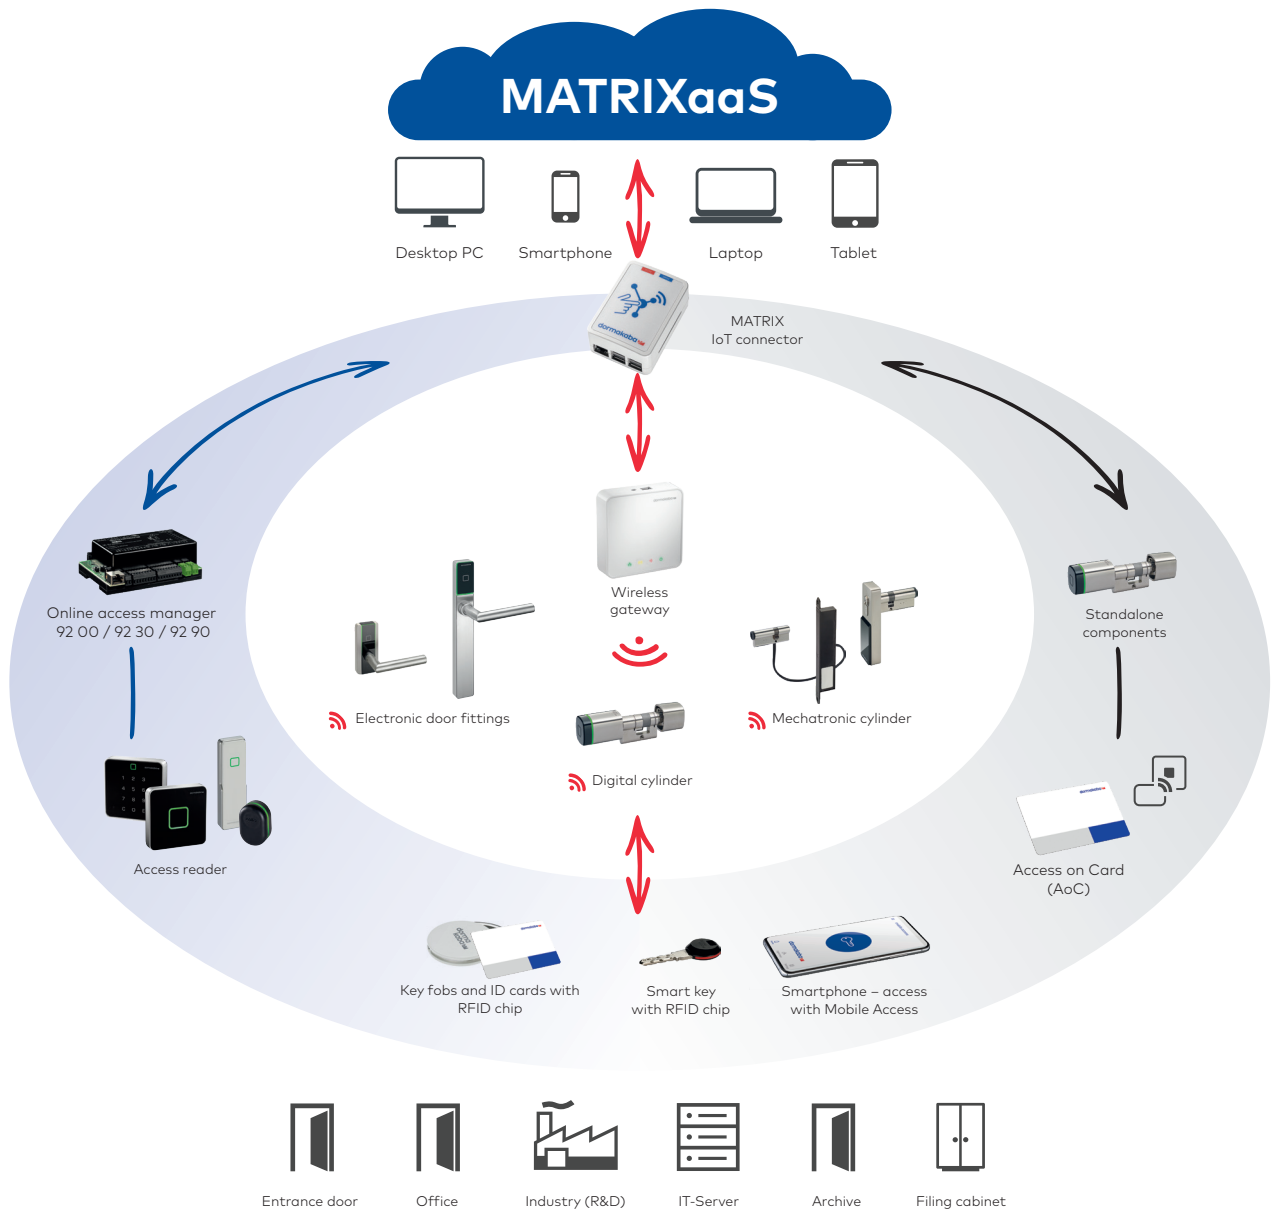 MATRIXaaS
Desktop PC
Smartphone
Laptop
Tablet
dormakaba
MATRIX
IoT connector
Online access manager
92 00 / 92 30 / 92 90
Wireless
gateway
Standalone
components
Electronic door fittings
Mechatronic cylinder
Digital cylinder
Access reader
Access on Card
(AoC)
Key fobs and ID cards with
RFID chip
Smart key
with RFID chip
Smartphone – access
with Mobile Access
Entrance door
Office
Industry (R&D)
IT-Server
Archive
Filing cabinet